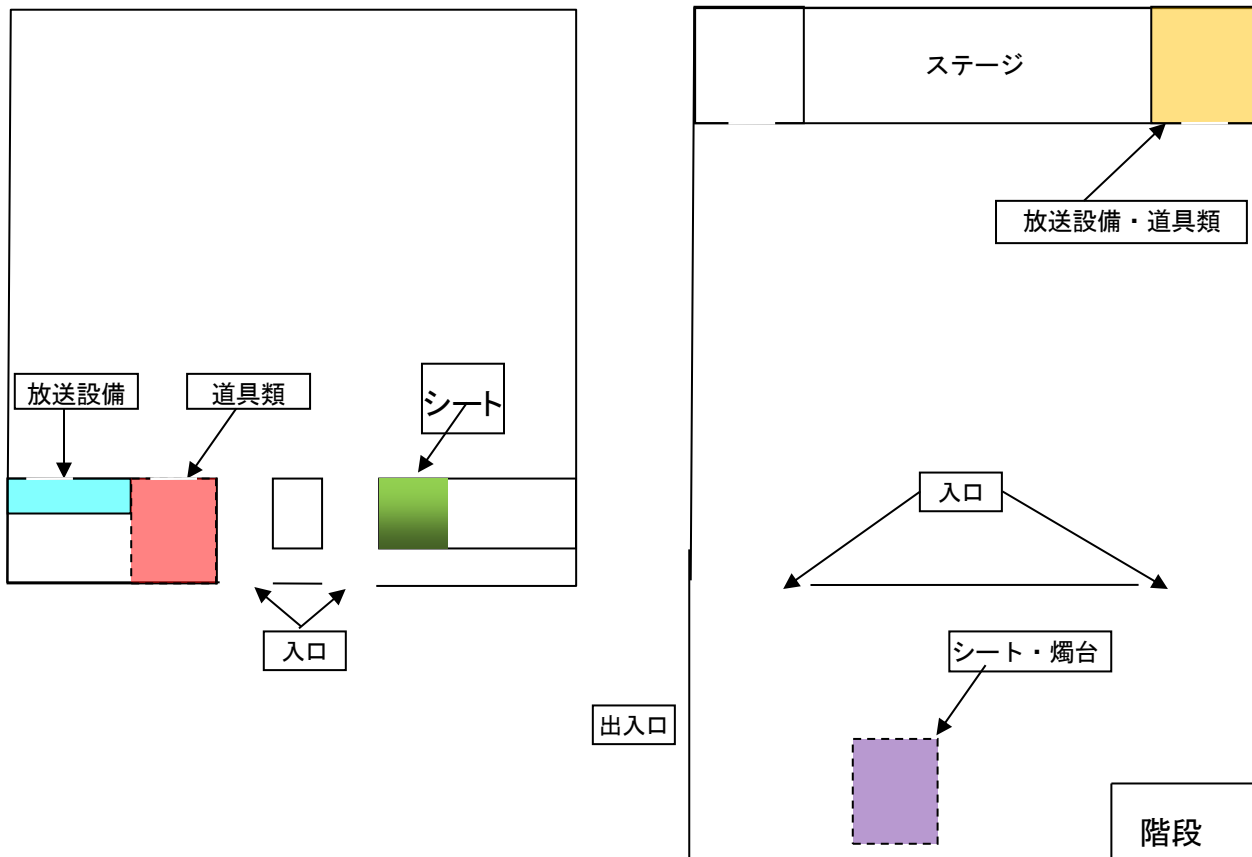 ステージ
放送設備・道具類
放送設備
道具類
シート
入口
入口
シート・燭台
出入口
階段